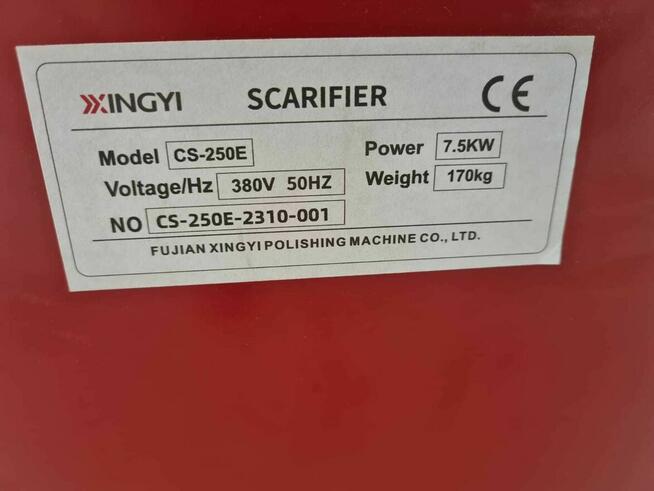 XINGYI SCARIFIER CE
Model CS-250E Power 7.5KW
Voltage/Hz 380V 50HZ Weight 170kg
NO CS-250E-2310-001
FUJIAN XINGYI POLISHING MACHINE CO., LTD.